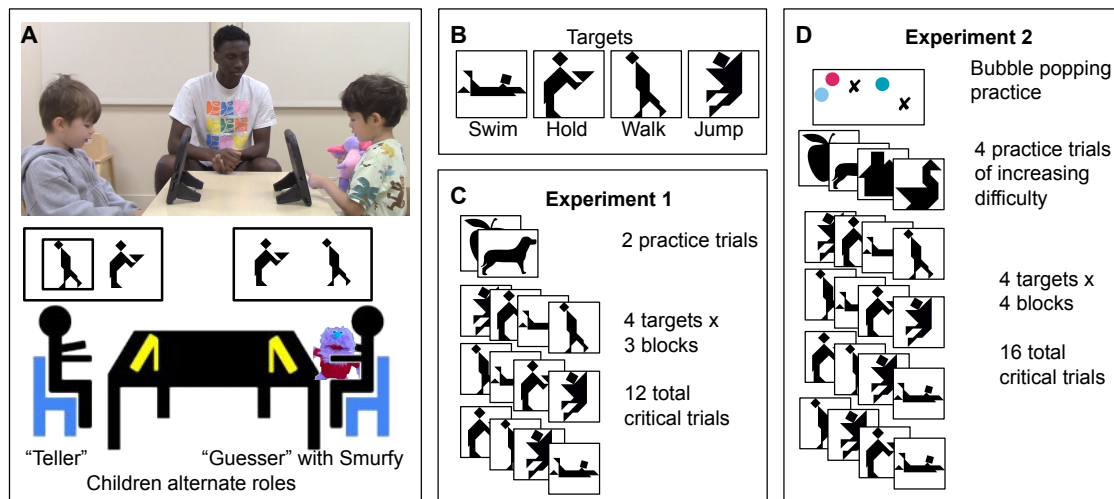 A
"Teller"
"Guesser" with Smurfy
Children alternate roles
B
Targets
Swim
Hold
Walk
Jump
C
Experiment 1
2 practice trials
4 targets x
3 blocks
12 total
critical trials
D
Experiment 2
Bubble popping
practice
4 practice trials
of increasing
difficulty
4 targets x
4 blocks
16 total
critical trials